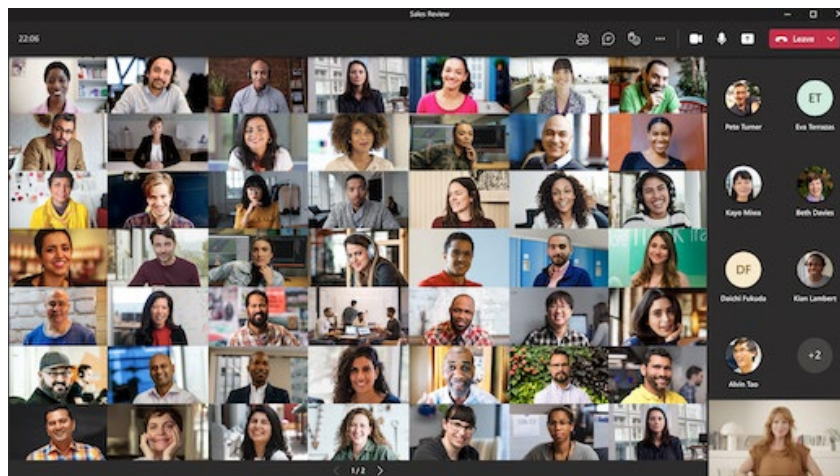 Sales Review
22:06
Leave
Pete Turner
ET
Eva Terrazas
Kayo Miwa
Beth Davies
DF
Daichi Fukuda
Kian Lambert
Alvin Tao
+2
1/2